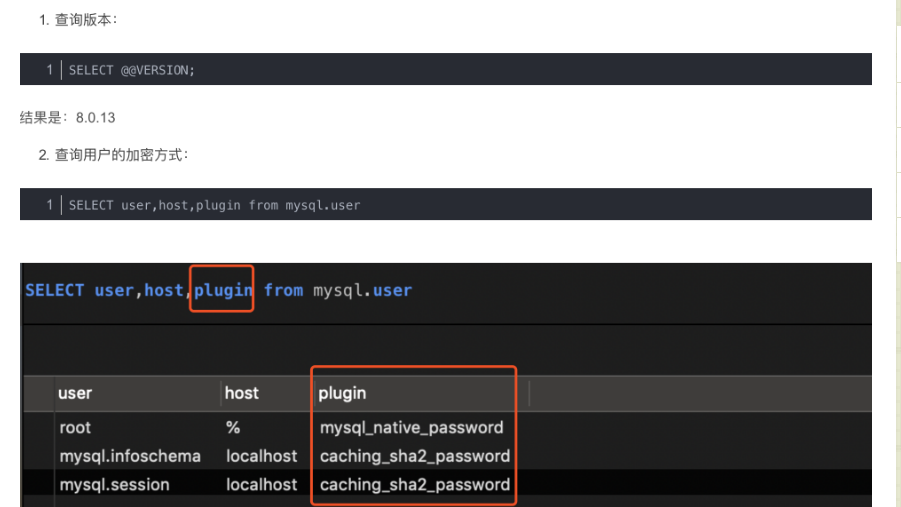 1. 查询版本：
1 SELECT @@VERSION;
结果是：8.0.13
2. 查询用户的加密方式：
1 SELECT user,host,plugin from mysql.user
SELECT user,host,plugin from mysql.user
user host plugin
root % mysql_native_password
mysql.infoschema localhost caching_sha2_password
mysql.session localhost caching_sha2_password